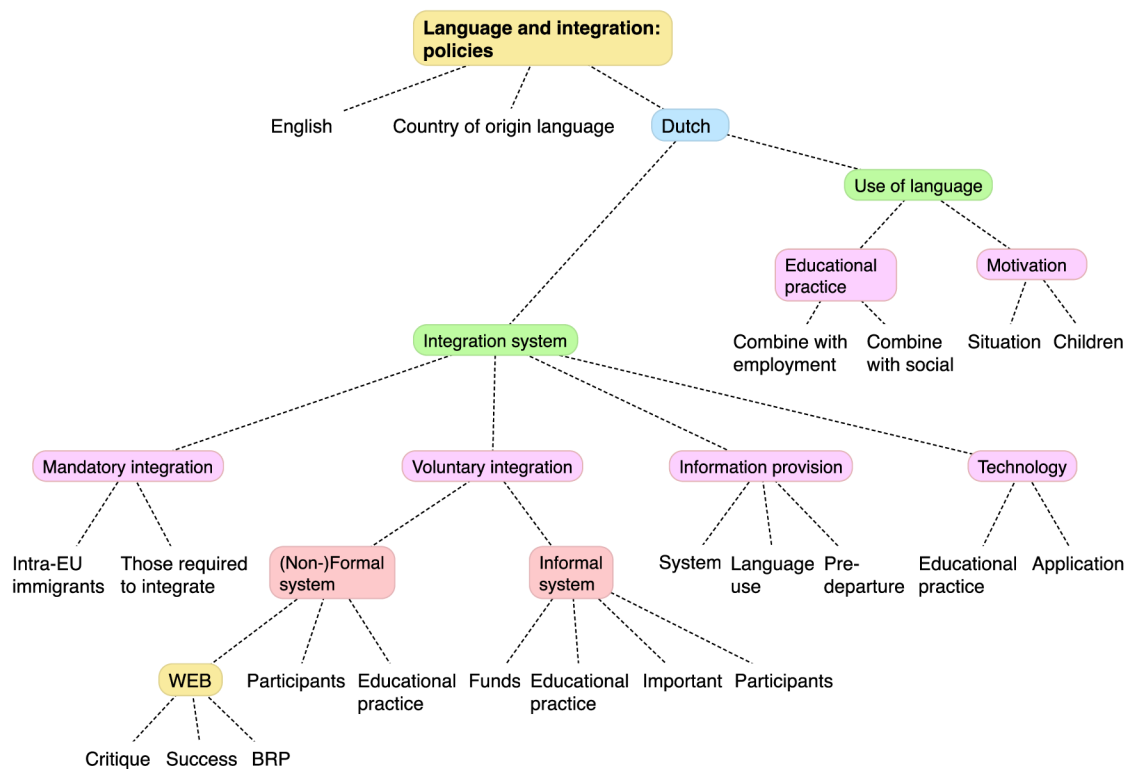 Language and integration:
policies
English
Country of origin language
Dutch
Use of language
Educational
practice
Motivation
Combine with
employment
Combine
with social
Situation
Children
Integration system
Mandatory integration
Voluntary integration
Information provision
Technology
Intra-EU
immigrants
Those required
to integrate
(Non-)Formal
system
Informal
system
System
Language
use
Pre-
departure
Educational
practice
Application
WEB
Participants
Educational
practice
Funds
Educational
practice
Important
Participants
Critique
Success
BRP